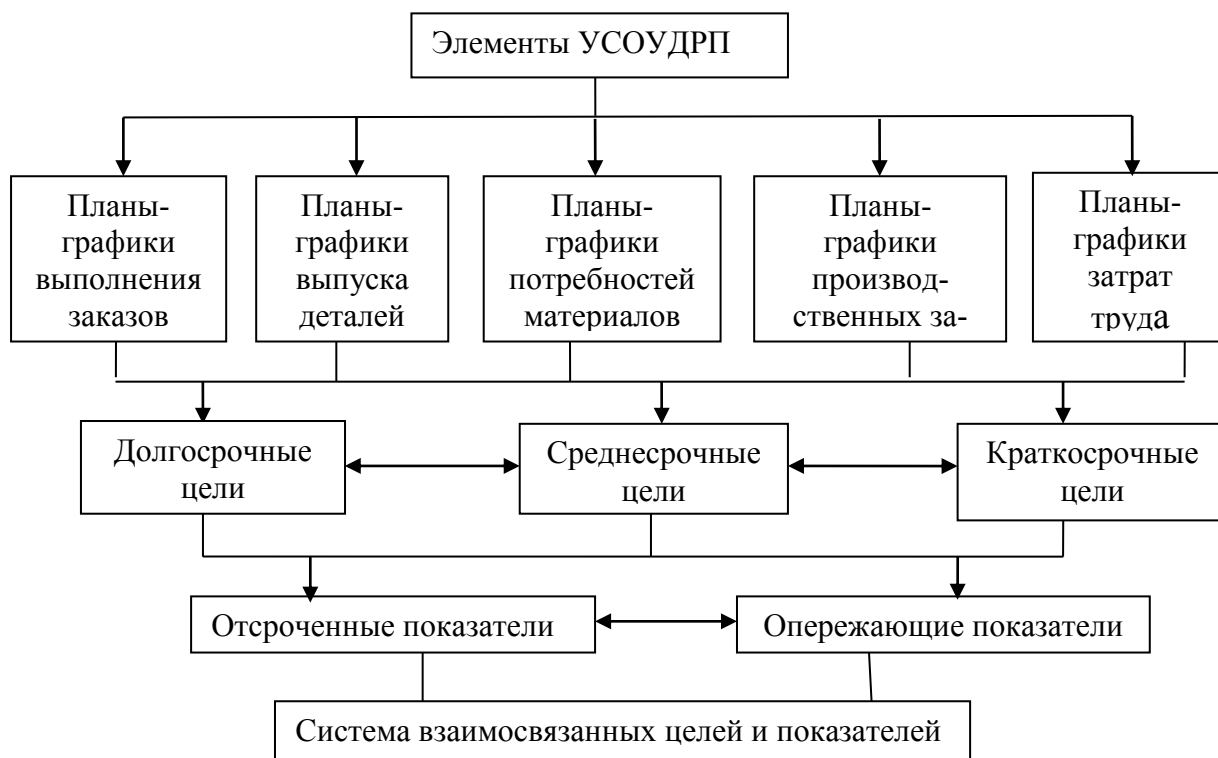 Элементы УСОУДРП
Планы-
графики
выполнения
заказов
Планы-
графики
выпуска
деталей
Планы-
графики
потребностей
материалов
Планы-
графики
производ-
ственных за-
Планы-
графики
затрат
труда
Долгосрочные
цели
Среднесрочные
цели
Краткосрочные
цели
Отсроченные показатели
Опережающие показатели
Система взаимосвязанных целей и показателей